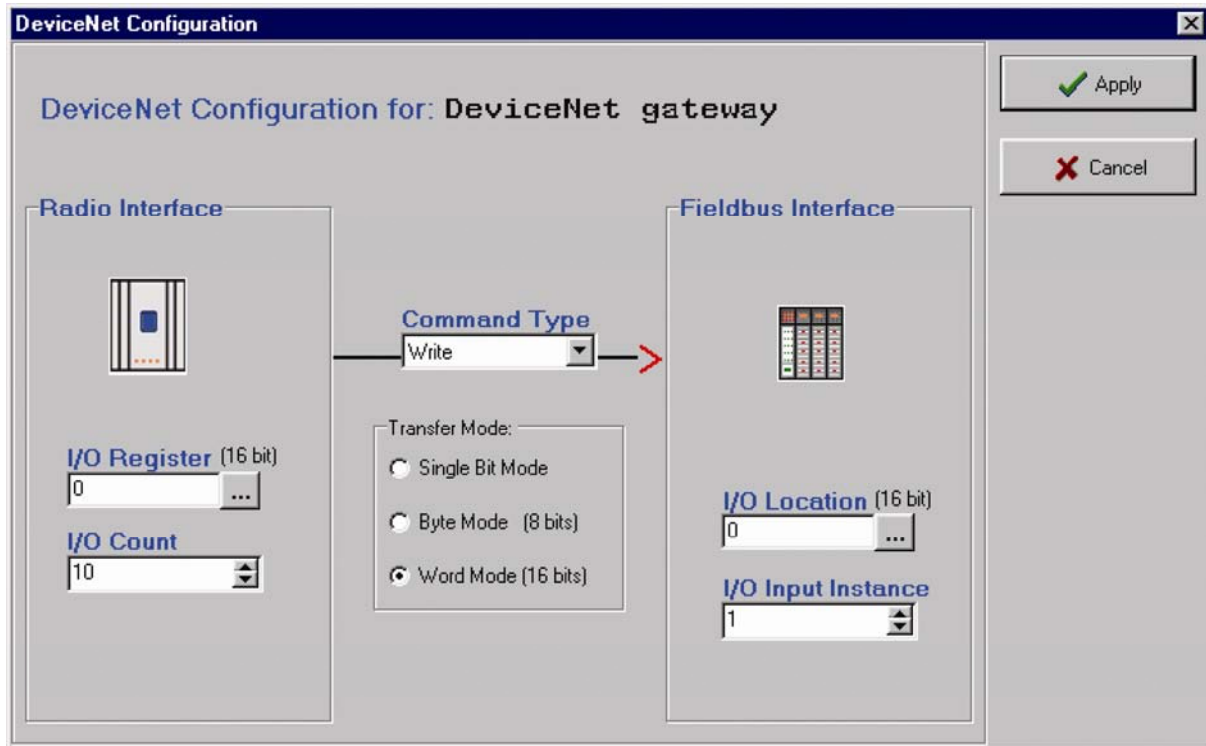 DeviceNet Configuration
DeviceNet Configuration for: DeviceNet gateway
Apply
Cancel
Radio Interface
Fieldbus Interface
Command Type
Write
Transfer Mode:
Single Bit Mode
Byte Mode (8 bits)
Word Mode (16 bits)
I/O Register (16 bit)
0
...
I/O Count
10
I/O Location (16 bit)
0
...
I/O Input Instance
1